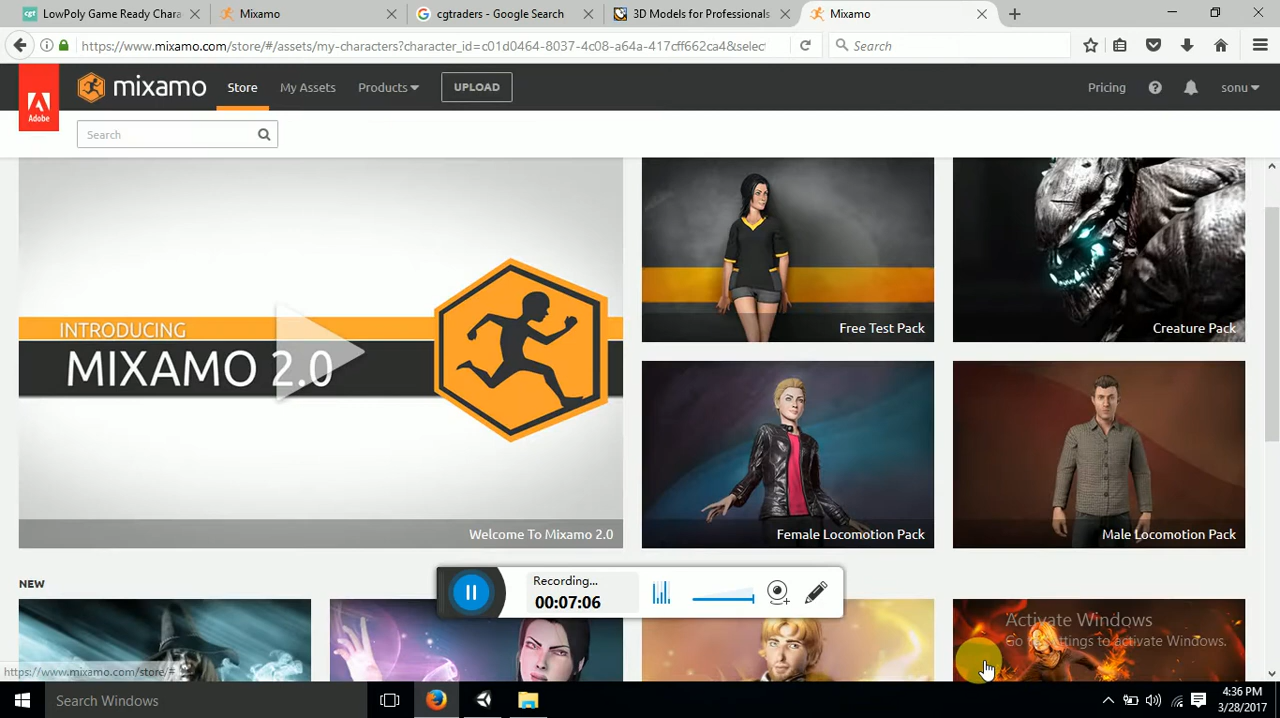 LowPoly Game Ready Chara
Mixamo
cgtraders - Google Search
3D Models for Professionals
Mixamo
https://www.mixamo.com/store/#/assets/my-characters?character_id=c01d0464-8037-4c08-a64a-417cff662ca4&selec
Search
Adobe
mixamo
Store
My Assets
Products
UPLOAD
Pricing
sonu
Search
INTRODUCING
MIXAMO 2.0
Welcome To Mixamo 2.0
Free Test Pack
Creature Pack
Female Locomotion Pack
Male Locomotion Pack
NEW
Recording...
00:07:06
Activate Windows
Go to Settings to activate Windows.
https://www.mixamo.com/store/#
Search Windows
4:36 PM
3/28/2017